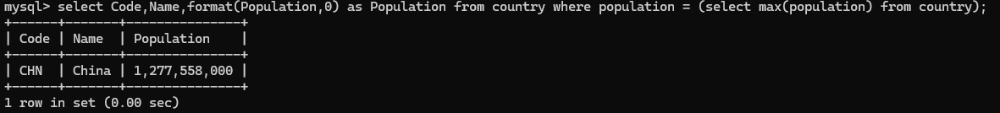 mysql> select Code,Name,format(Population,0) as Population from country where population = (select max(population) from country);
+------+-------+---------------+
| Code | Name  | Population    |
+------+-------+---------------+
| CHN  | China | 1,277,558,000 |
+------+-------+---------------+
1 row in set (0.00 sec)